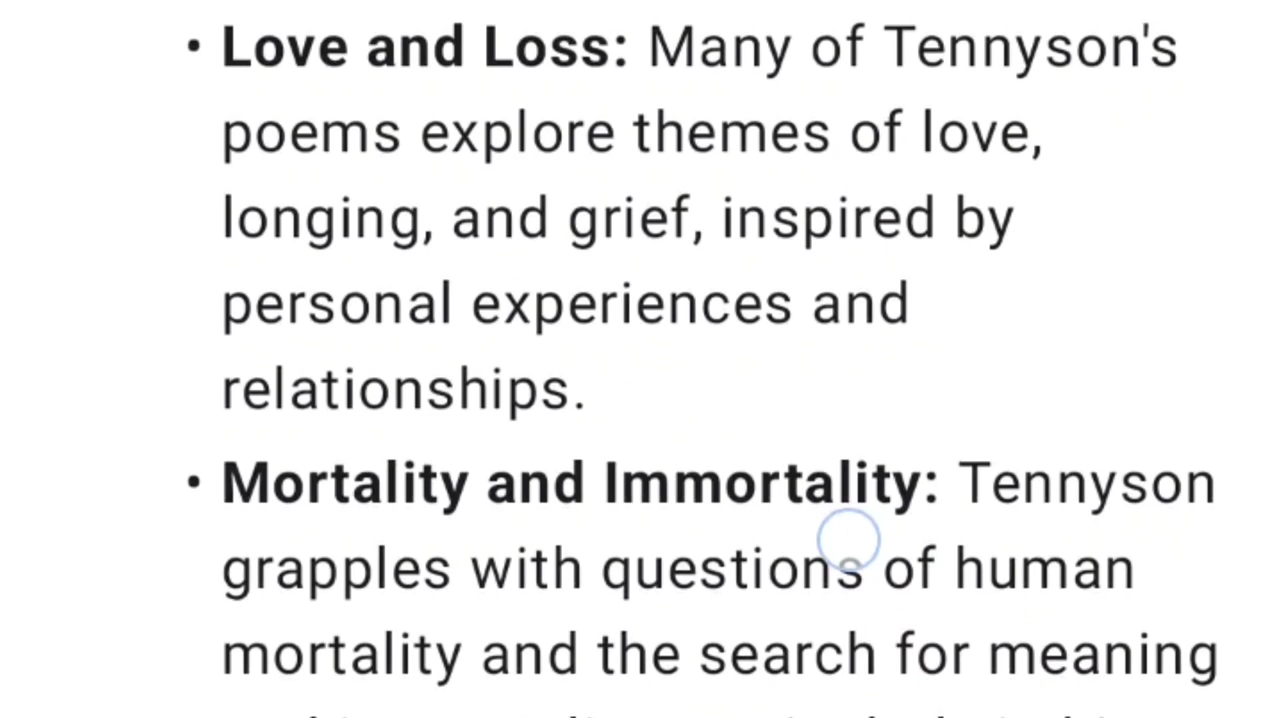 • Love and Loss: Many of Tennyson's
poems explore themes of love,
longing, and grief, inspired by
personal experiences and
relationships.
• Mortality and Immortality: Tennyson
grapples with questions of human
mortality and the search for meaning